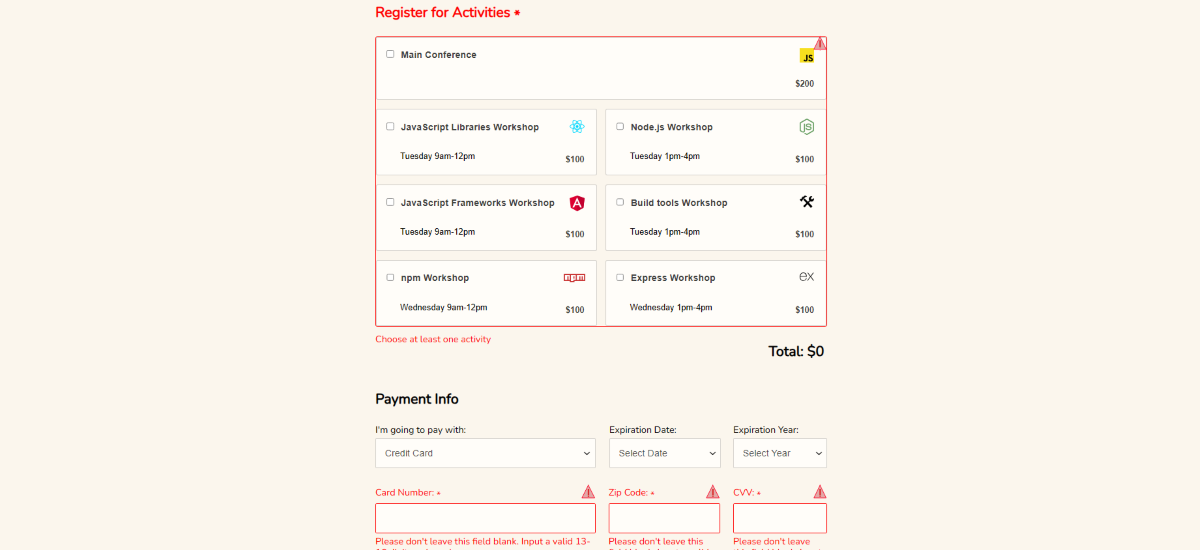 Register for Activities *
Main Conference
JS
$200
JavaScript Libraries Workshop
Tuesday 9am-12pm
$100
Node.js Workshop
JS
Tuesday 1pm-4pm
$100
JavaScript Frameworks Workshop
A
Tuesday 9am-12pm
$100
Build tools Workshop
Tuesday 1pm-4pm
$100
npm Workshop
npm
Wednesday 9am-12pm
$100
Express Workshop
ex
Wednesday 1pm-4pm
$100
Choose at least one activity
Total: $0
Payment Info
I'm going to pay with:
Credit Card
Expiration Date:
Select Date
Expiration Year:
Select Year
Card Number: *
Zip Code: *
CVV: *
Please don't leave this field blank. Input a valid 13-
Please don't leave this
Please don't leave